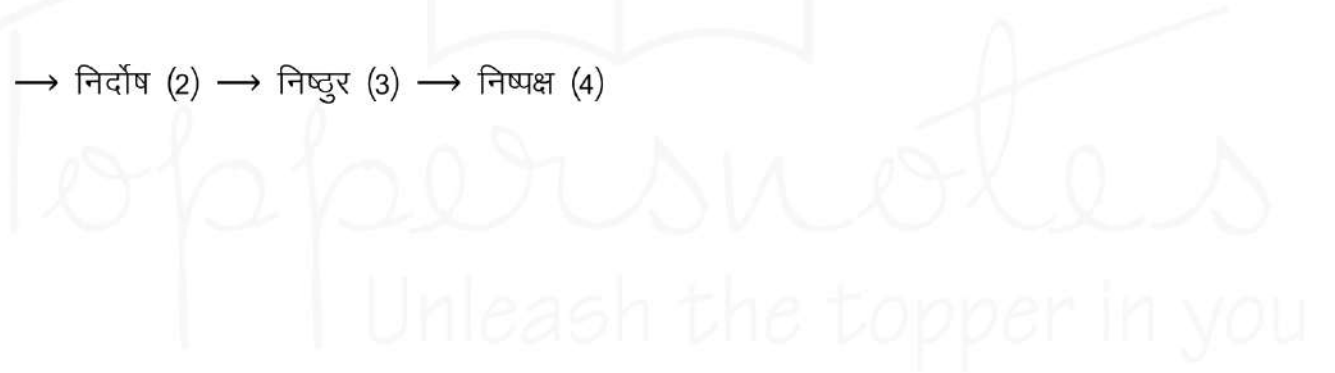 → निर्दोष (2) → निष्ठुर (3) → निष्पक्ष (4)
Toppersnotes
Unleash the topper in you